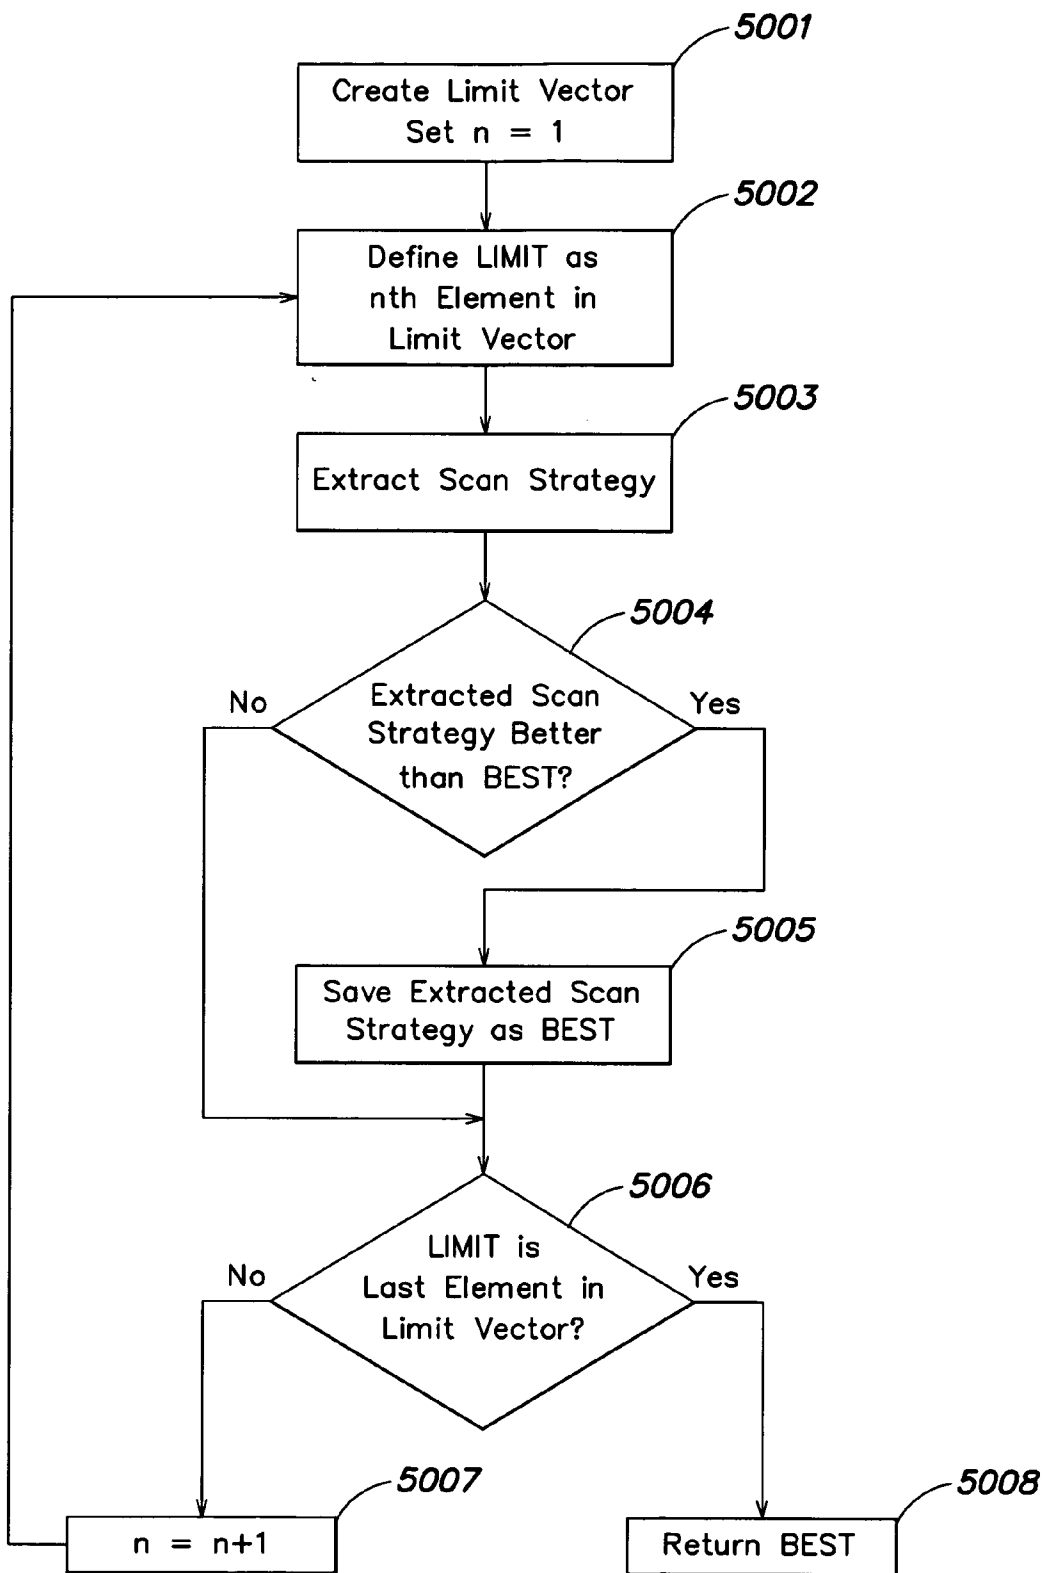 5001
Create Limit Vector
Set n = 1
5002
Define LIMIT as
nth Element in
Limit Vector
5003
Extract Scan Strategy
5004
No
Yes
Extracted Scan
Strategy Better
than BEST?
5005
Save Extracted Scan
Strategy as BEST
5006
No
Yes
LIMIT is
Last Element in
Limit Vector?
5007
n = n+1
5008
Return BEST